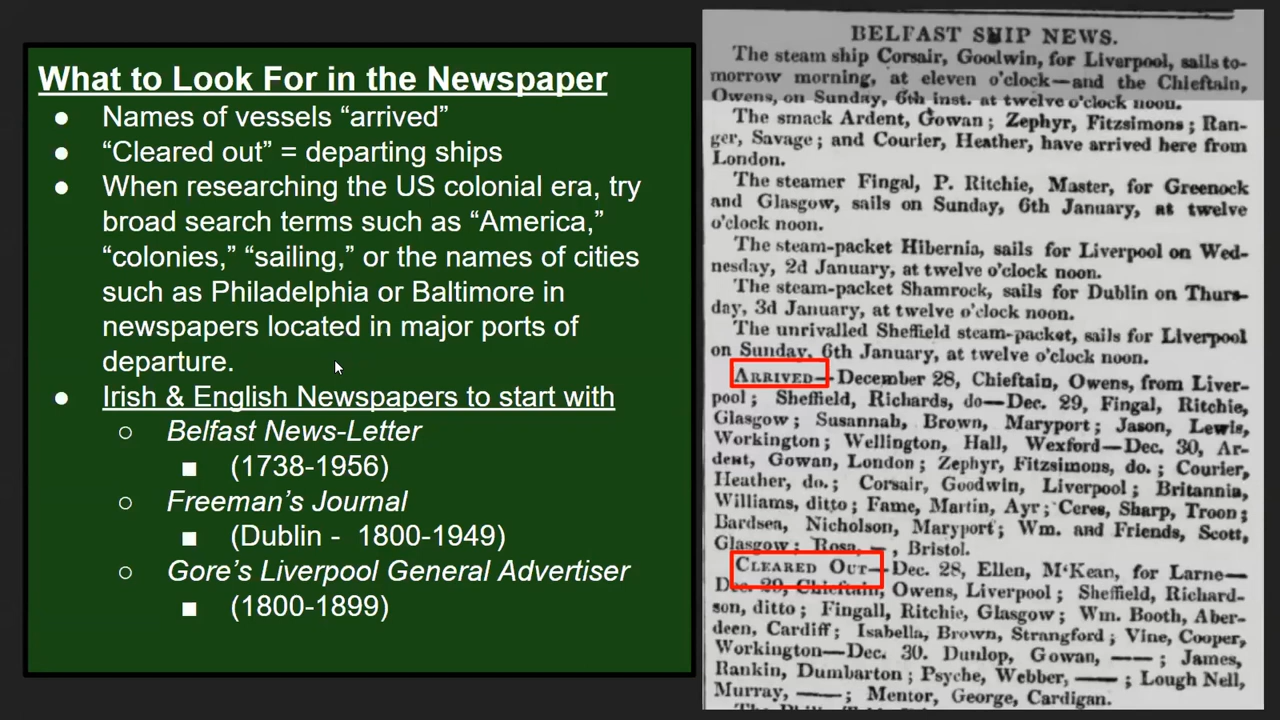 What to Look For in the Newspaper
● Names of vessels “arrived”
● “Cleared out” = departing ships
● When researching the US colonial era, try
broad search terms such as “America,”
“colonies,” “sailing,” or the names of cities
such as Philadelphia or Baltimore in
newspapers located in major ports of
departure.
● Irish & English Newspapers to start with
○ Belfast News-Letter
■ (1738-1956)
○ Freeman’s Journal
■ (Dublin - 1800-1949)
○ Gore’s Liverpool General Advertiser
■ (1800-1899)
BELFAST SHIP NEWS.
The steam ship Corsair, Goodwin, for Liverpool, sails to-
morrow morning, at eleven o’clock—and the Chieftain,
Owens, on Sunday, 6th inst. at twelve o’clock noon.
The smack Ardent, Gowan; Zephyr, Fitzsimons; Ran-
ger, Savage; and Courier, Heather, have arrived here from
London.
The steamer Fingal, P. Ritchie, Master, for Greenock
and Glasgow, sails on Sunday, 6th January, at twelve
o’clock noon.
The steam-packet Hibernia, sails for Liverpool on Wed-
nesday, 2d January, at twelve o’clock noon.
The steam-packet Shamrock, sails for Dublin on Thurs-
day, 3d January, at twelve o’clock noon.
The unrivalled Sheffield steam-packet, sails for Liverpool
on Sunday, 6th January, at twelve o’clock noon.
ARRIVED—December 28, Chieftain, Owens, from Liver-
pool; Sheffield, Richards, do—Dec. 29, Fingal, Ritchie,
Glasgow; Susannah, Brown, Maryport; Jason, Lewis,
Workington; Wellington, Hall, Wexford—Dec. 30, Ar-
dent, Gowan, London; Zephyr, Fitzsimons, do.; Courier,
Heather, do.; Corsair, Goodwin, Liverpool; Britannia,
Williams, ditto; Fame, Martin, Ayr; Ceres, Sharp, Troon;
Bardsea, Nicholson, Maryport; Wm. and Friends, Scott,
Glasgow; Rosa, —, Bristol.
CLEARED OUT—Dec. 28, Ellen, M‘Kean, for Larne—
Dec. 29, Chieftain, Owens, Liverpool; Sheffield, Richard-
son, ditto; Fingall, Ritchie, Glasgow; Wm. Booth, Aber-
deen, Cardiff; Isabella, Brown, Strangford; Vine, Cooper,
Workington—Dec. 30. Dunlop, Gowan, ——; James,
Rankin, Dumbarton; Psyche, Webber, ——; Lough Nell,
Murray, ——; Mentor, George, Cardigan.